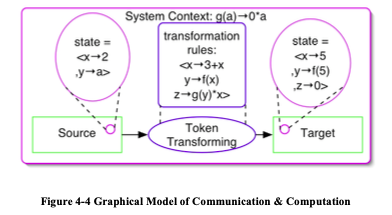 System Context: g(a)→0*a
state =
<x→2
,y→a>
transformation
rules:
<x→3+x
y→f(x)
z→g(y)*x>
state =
<x→5
,y→f(5)
,z→0>
Source
Token
Transforming
Target
Figure 4-4 Graphical Model of Communication & Computation